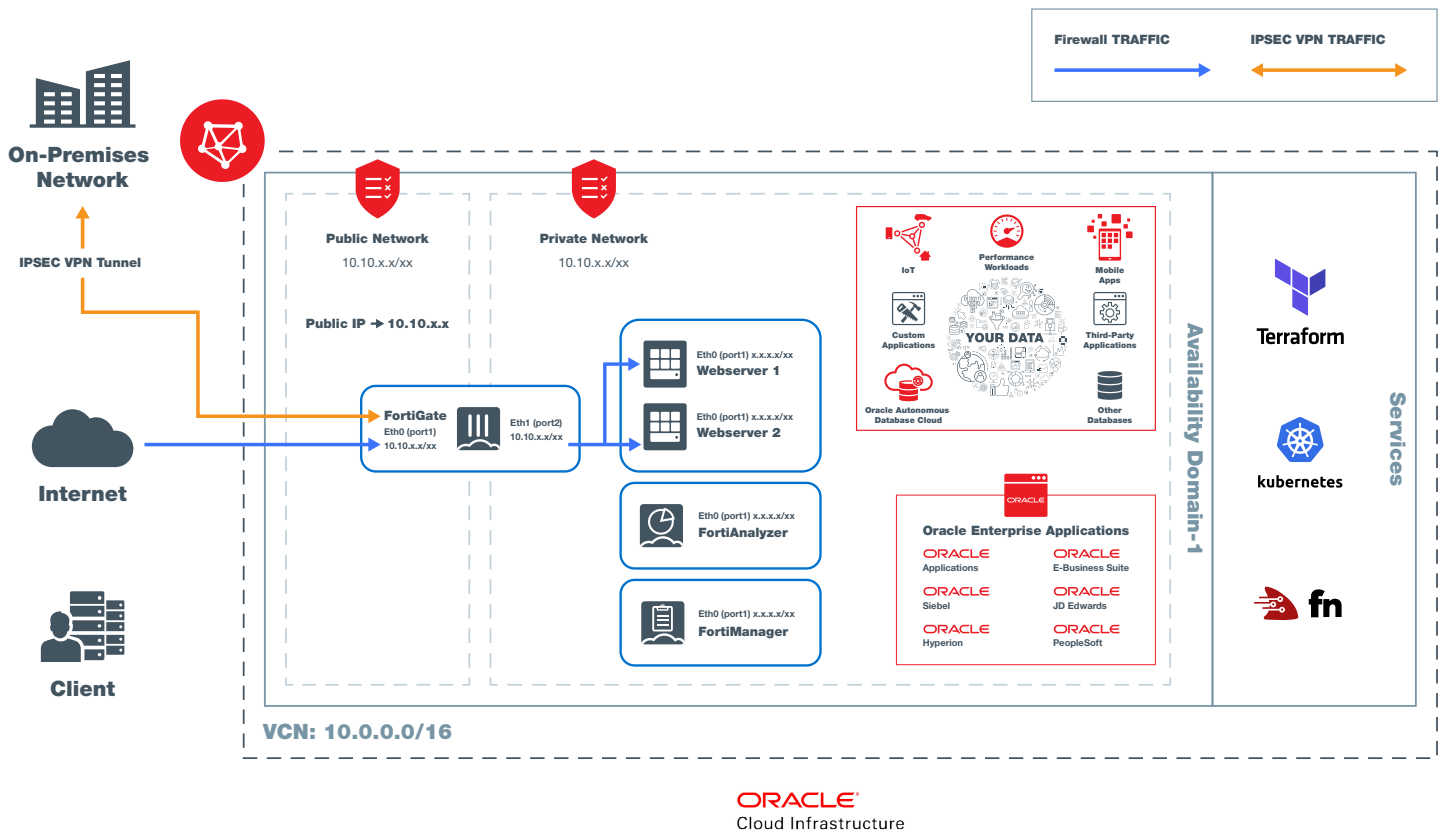 Firewall TRAFFIC
IPSEC VPN TRAFFIC
On-Premises
Network
IPSEC VPN Tunnel
Internet
Client
Public Network
10.10.x.x/xx
Public IP → 10.10.x.x
Private Network
10.10.x.x/xx
FortiGate
Eth0 (port1)
10.10.x.x/xx
Eth1 (port2)
10.10.x.x/xx
Eth0 (port1) x.x.x.x/xx
Webserver 1
Eth0 (port1) x.x.x.x/xx
Webserver 2
Eth0 (port1) x.x.x.x/xx
FortiAnalyzer
Eth0 (port1) x.x.x.x/xx
FortiManager
IoT
Performance
Workloads
Mobile
Apps
Custom
Applications
YOUR DATA
Third-Party
Applications
Oracle Autonomous
Database Cloud
Other
Databases
ORACLE
Oracle Enterprise Applications
ORACLE
Applications
ORACLE
E-Business Suite
ORACLE
Siebel
ORACLE
JD Edwards
ORACLE
Hyperion
ORACLE
PeopleSoft
Availability Domain-1
Terraform
kubernetes
fn
Services
VCN: 10.0.0.0/16
ORACLE®
Cloud Infrastructure